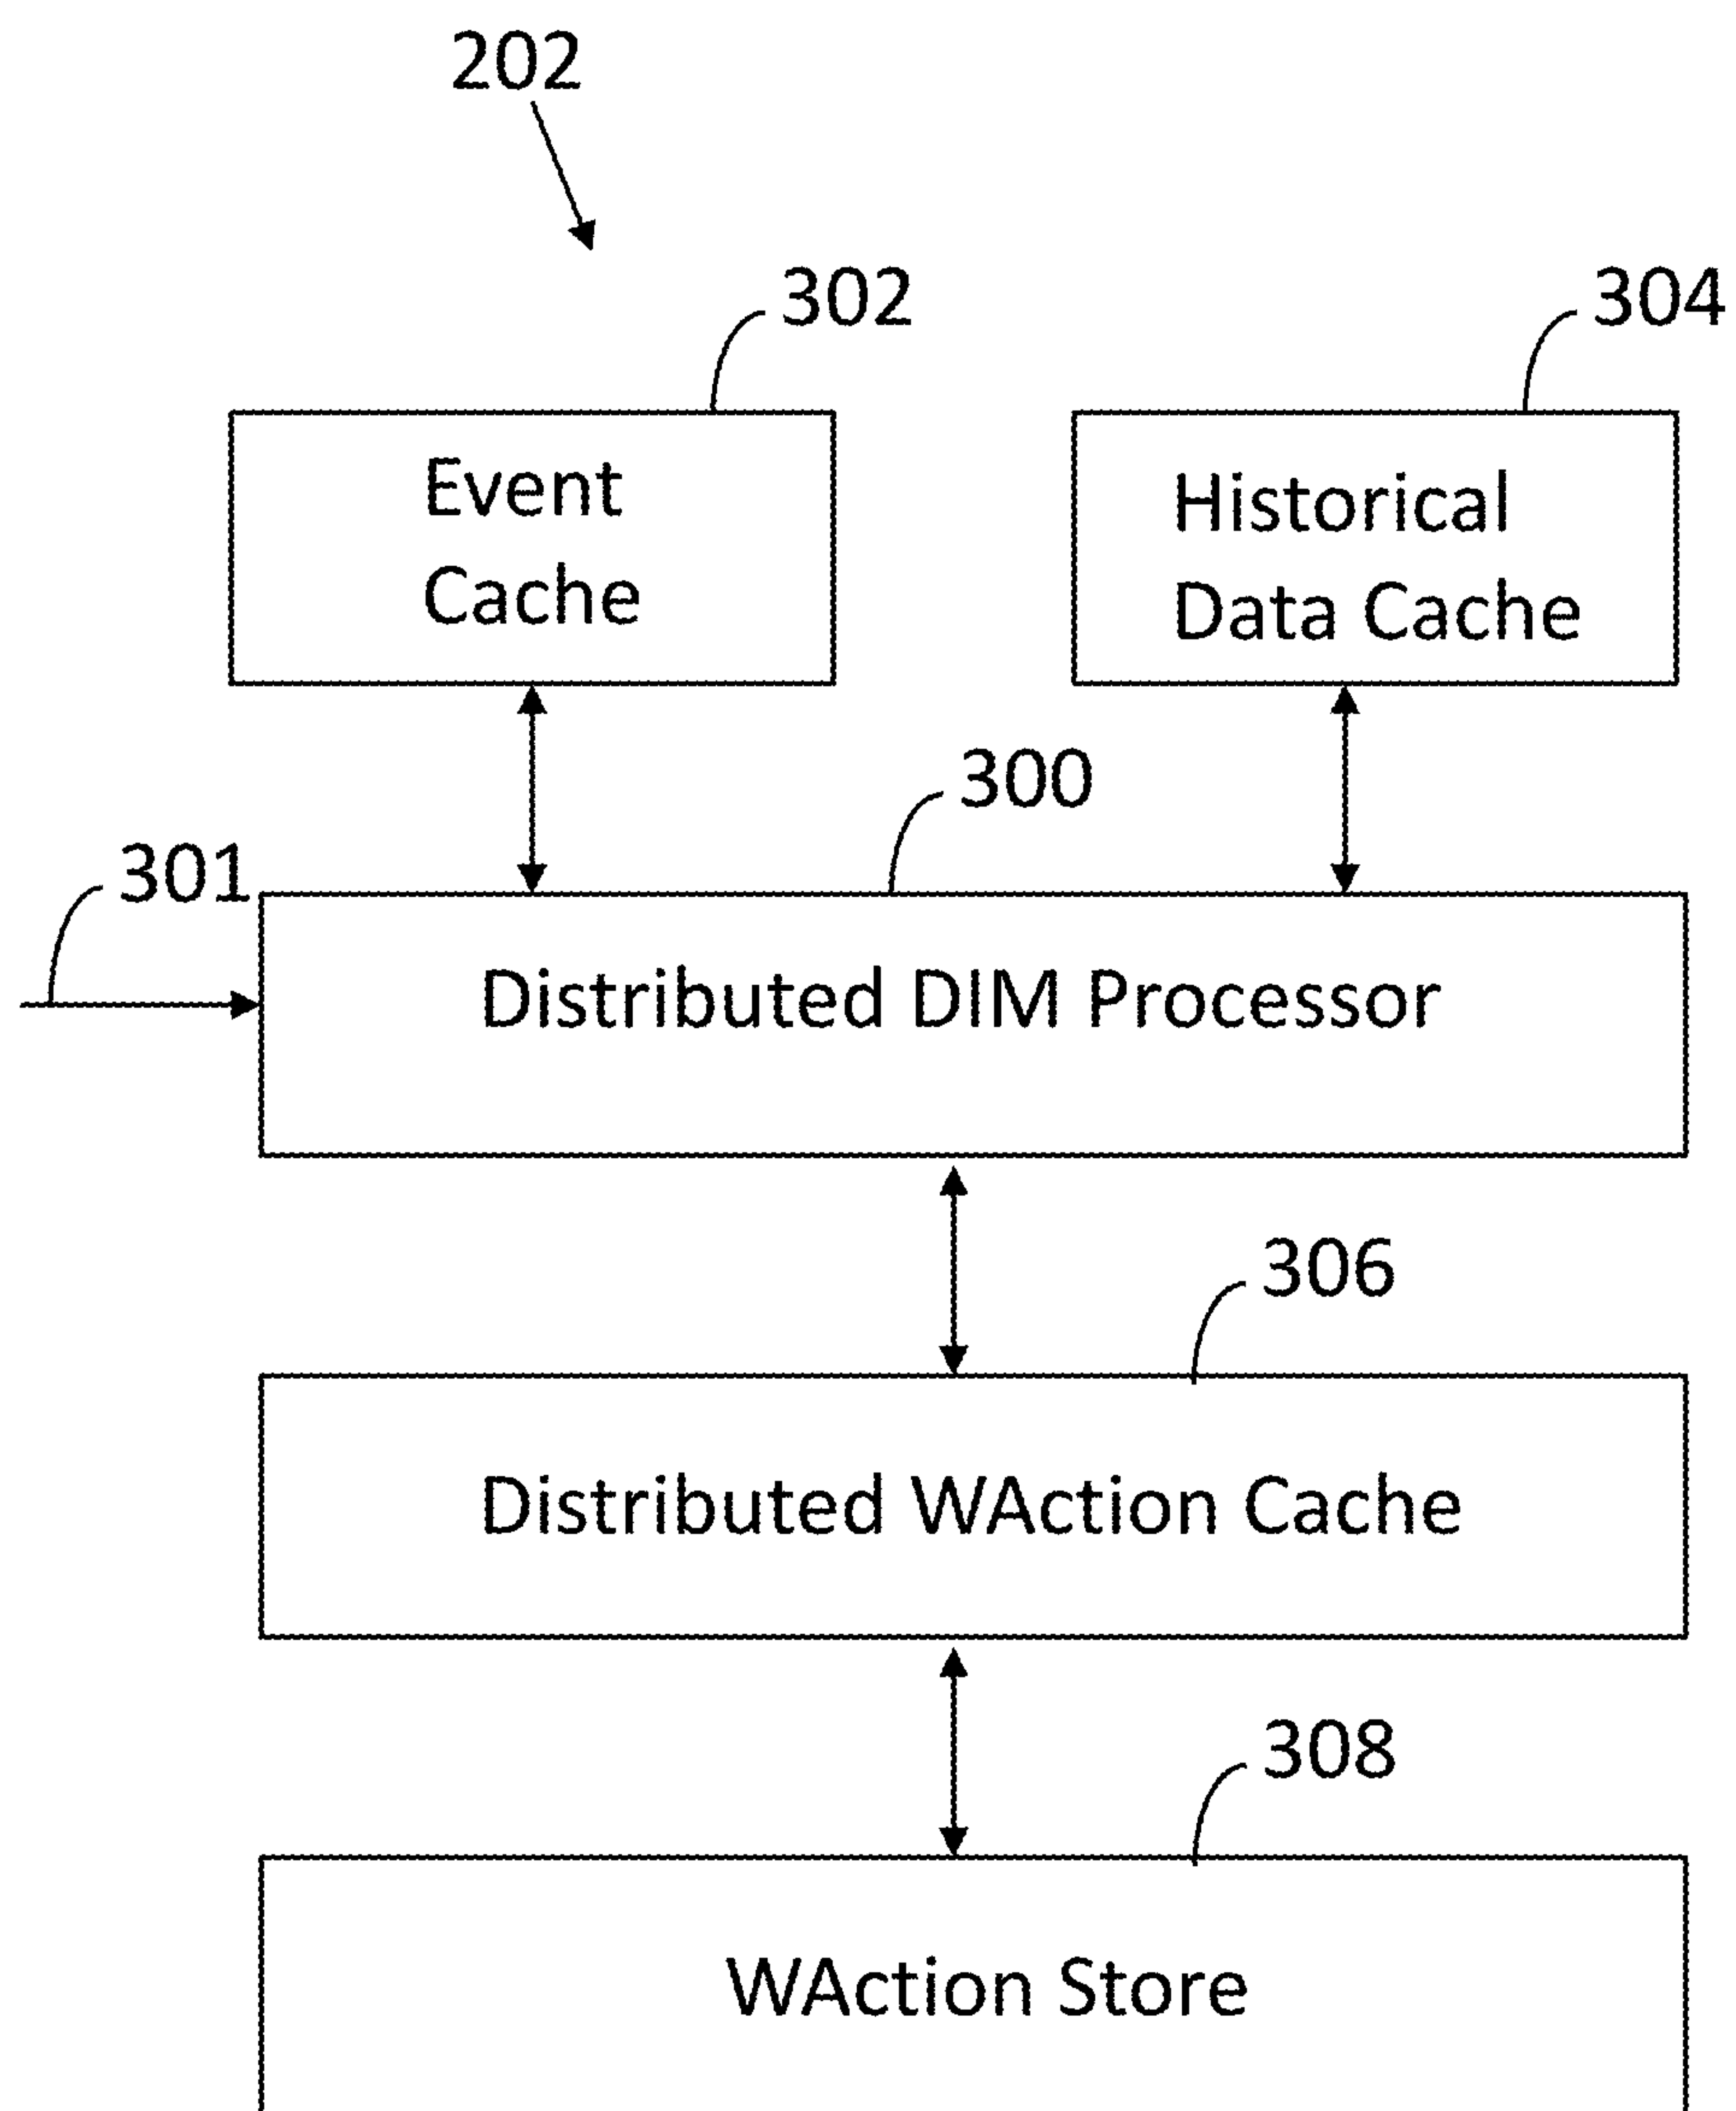 202
302
304
Event
Cache
Historical
Data Cache
300
301
Distributed DIM Processor
306
Distributed WAction Cache
308
WAction Store